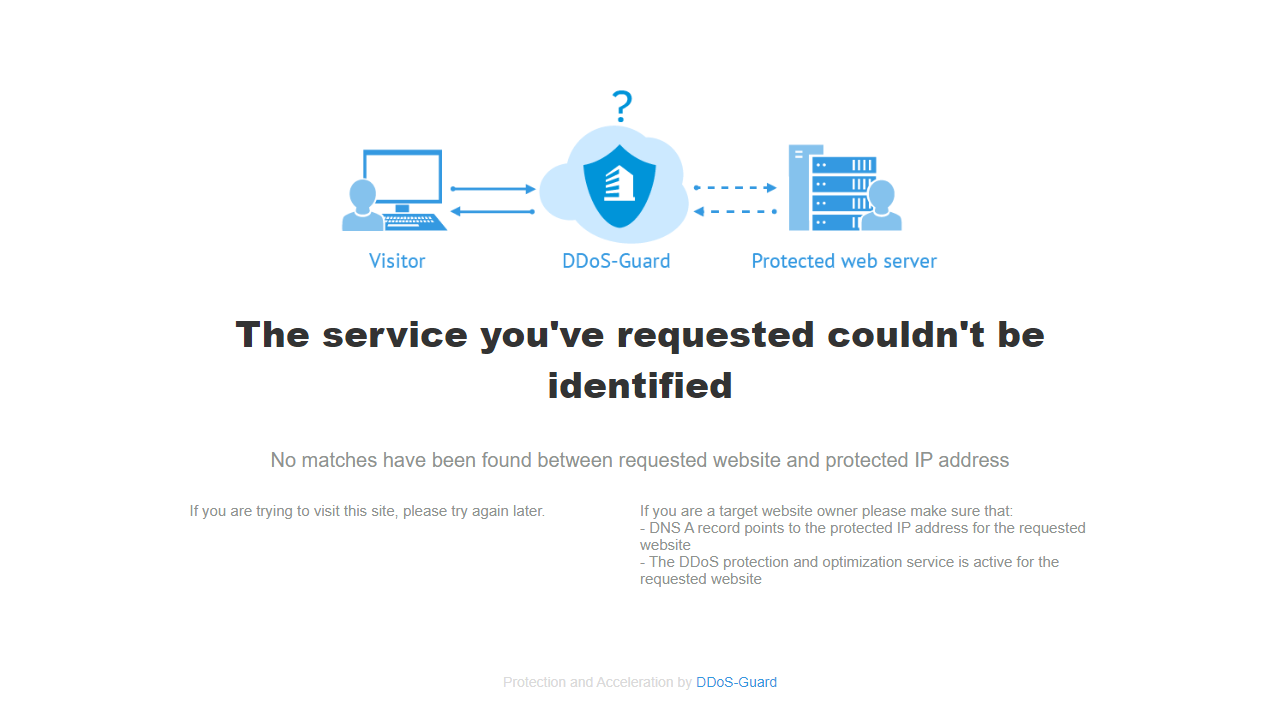 ?
Visitor
DDoS-Guard
Protected web server
The service you've requested couldn't be
identified
No matches have been found between requested website and protected IP address
If you are trying to visit this site, please try again later.
If you are a target website owner please make sure that:
- DNS A record points to the protected IP address for the requested
website
- The DDoS protection and optimization service is active for the
requested website
Protection and Acceleration by DDoS-Guard